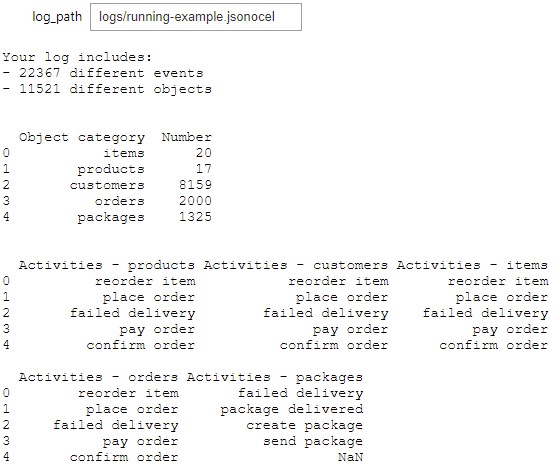 log_path logs/running-example.jsonocel
Your log includes:
- 22367 different events
- 11521 different objects
Object category Number
0 items 20
1 products 17
2 customers 8159
3 orders 2000
4 packages 1325
Activities - products Activities - customers Activities - items
0 reorder item reorder item reorder item
1 place order place order place order
2 failed delivery failed delivery failed delivery
3 pay order pay order pay order
4 confirm order confirm order confirm order
Activities - orders Activities - packages
0 reorder item failed delivery
1 place order package delivered
2 failed delivery create package
3 pay order send package
4 confirm order NaN